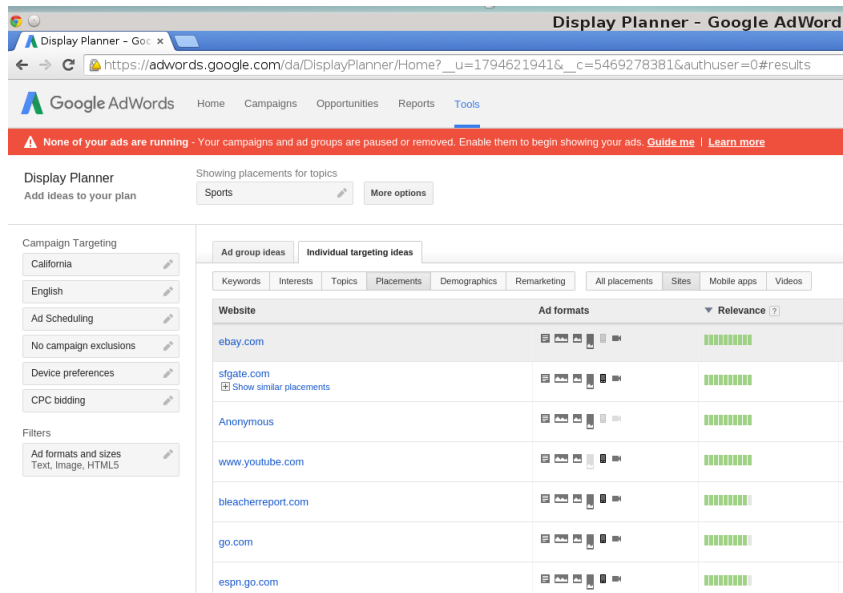 Display Planner - Google AdWord
Display Planner - Goo ×
https://adwords.google.com/da/DisplayPlanner/Home?__u=1794621941&__c=5469278381&authuser=0#results
Google AdWords Home Campaigns Opportunities Reports Tools
None of your ads are running - Your campaigns and ad groups are paused or removed. Enable them to begin showing your ads. Guide me | Learn more
Display Planner
Add ideas to your plan
Showing placements for topics
Sports More options
Campaign Targeting
California
English
Ad Scheduling
No campaign exclusions
Device preferences
CPC bidding
Filters
Ad formats and sizes
Text, Image, HTML5
Ad group ideas Individual targeting ideas
Keywords Interests Topics Placements Demographics Remarketing All placements Sites Mobile apps Videos
Website Ad formats Relevance ?
ebay.com
sfgate.com
Show similar placements
Anonymous
www.youtube.com
bleacherreport.com
go.com
espn.go.com